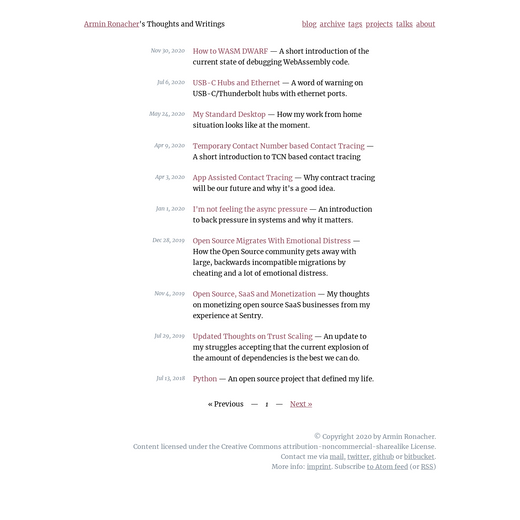 Armin Ronacher's Thoughts and Writings
blog archive tags projects talks about
Nov 30, 2020 How to WASM DWARF — A short introduction of the
current state of debugging WebAssembly code.
Jul 6, 2020 USB-C Hubs and Ethernet — A word of warning on
USB-C/Thunderbolt hubs with ethernet ports.
May 24, 2020 My Standard Desktop — How my work from home
situation looks like at the moment.
Apr 9, 2020 Temporary Contact Number based Contact Tracing —
A short introduction to TCN based contact tracing
Apr 3, 2020 App Assisted Contact Tracing — Why contract tracing
will be our future and why it's a good idea.
Jan 1, 2020 I'm not feeling the async pressure — An introduction
to back pressure in systems and why it matters.
Dec 28, 2019 Open Source Migrates With Emotional Distress —
How the Open Source community gets away with
large, backwards incompatible migrations by
cheating and a lot of emotional distress.
Nov 4, 2019 Open Source, SaaS and Monetization — My thoughts
on monetizing open source SaaS businesses from my
experience at Sentry.
Jul 29, 2019 Updated Thoughts on Trust Scaling — An update to
my struggles accepting that the current explosion of
the amount of dependencies is the best we can do.
Jul 13, 2018 Python — An open source project that defined my life.
« Previous — 1 — Next »
© Copyright 2020 by Armin Ronacher.
Content licensed under the Creative Commons attribution-noncommercial-sharealike License.
Contact me via mail, twitter, github or bitbucket.
More info: imprint. Subscribe to Atom feed (or RSS)